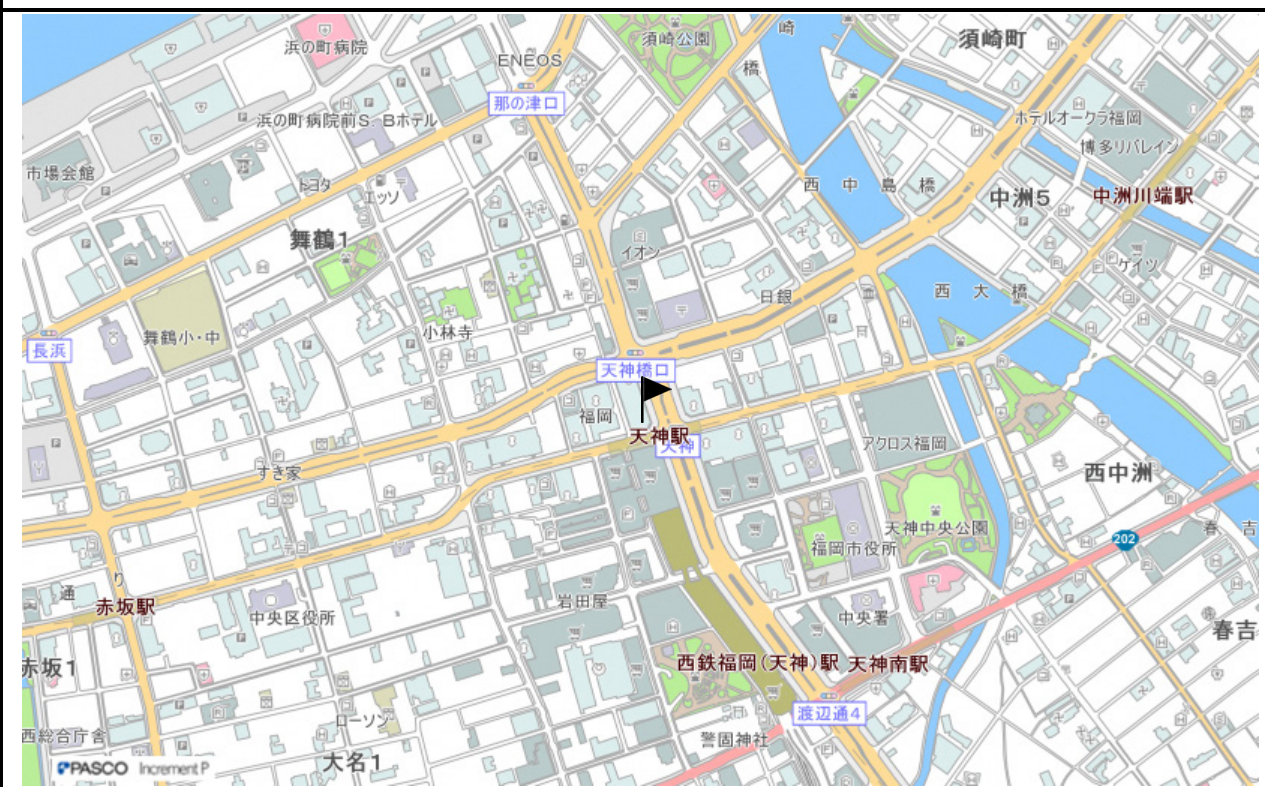 浜の町病院
須崎公園
崎
橋
須崎町
ENEOS
那の津口
浜の町病院前S. Bホテル
ホテルオークラ福岡
博多リバレイン
市場会館
トヨタ
エッソ
西中島橋
中洲5
中洲川端駅
舞鶴1
イオン
ゲイツ
日銀
西大橋
舞鶴小・中
小林寺
長浜
天神橋口
福岡
天神駅
天神
アクロス福岡
西中洲
すき家
天神中央公園
福岡市役所
202
春吉
通り
赤坂駅
中央区役所
岩田屋
中央署
春吉
赤坂1
西鉄福岡(天神)駅
天神南駅
ローソン
渡辺通4
西総合庁舎
警固神社
大名1
PASCO Increment P